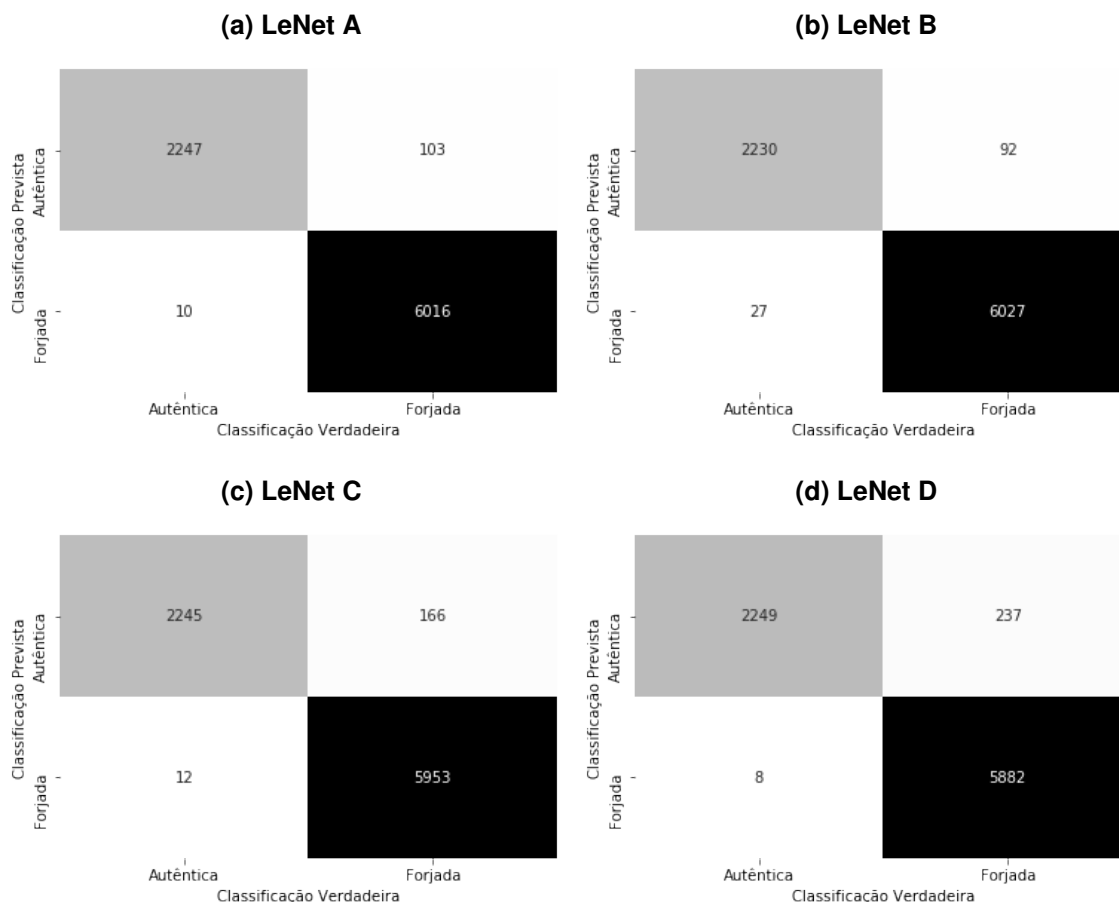 (a) LeNet A
Classificação Prevista
Autêntica
Forjada
2247
103
10
6016
Autêntica
Forjada
Classificação Verdadeira
(b) LeNet B
Classificação Prevista
Autêntica
Forjada
2230
92
27
6027
Autêntica
Forjada
Classificação Verdadeira
(c) LeNet C
Classificação Prevista
Autêntica
Forjada
2245
166
12
5953
Autêntica
Forjada
Classificação Verdadeira
(d) LeNet D
Classificação Prevista
Autêntica
Forjada
2249
237
8
5882
Autêntica
Forjada
Classificação Verdadeira